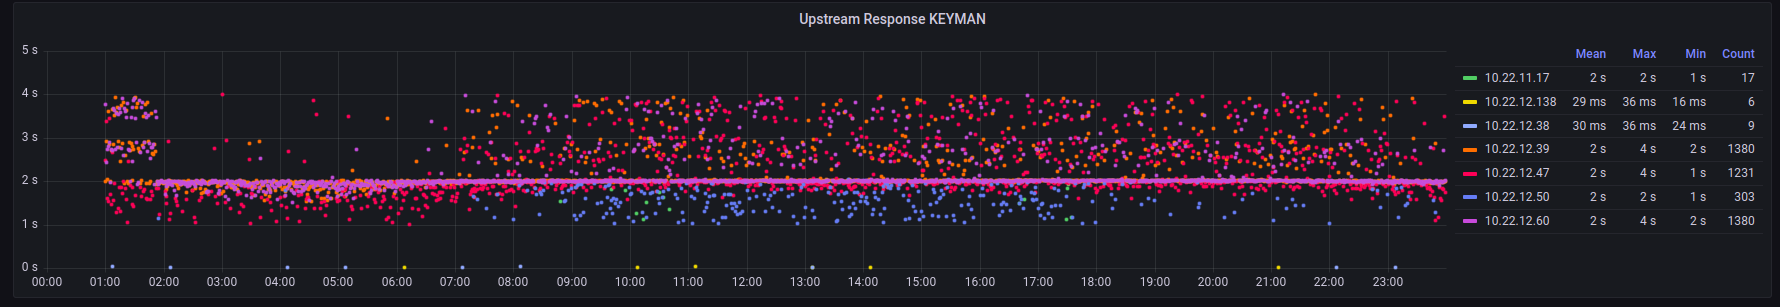 Upstream Response KEYMAN
5 s
4 s
3 s
2 s
1 s
0 s
00:00 01:00 02:00 03:00 04:00 05:00 06:00 07:00 08:00 09:00 10:00 11:00 12:00 13:00 14:00 15:00 16:00 17:00 18:00 19:00 20:00 21:00 22:00 23:00
Mean Max Min Count
10.22.11.17 2 s 2 s 1 s 17
10.22.12.138 29 ms 36 ms 16 ms 6
10.22.12.38 30 ms 36 ms 24 ms 9
10.22.12.39 2 s 4 s 2 s 1380
10.22.12.47 2 s 4 s 1 s 1231
10.22.12.50 2 s 2 s 1 s 303
10.22.12.60 2 s 4 s 2 s 1380